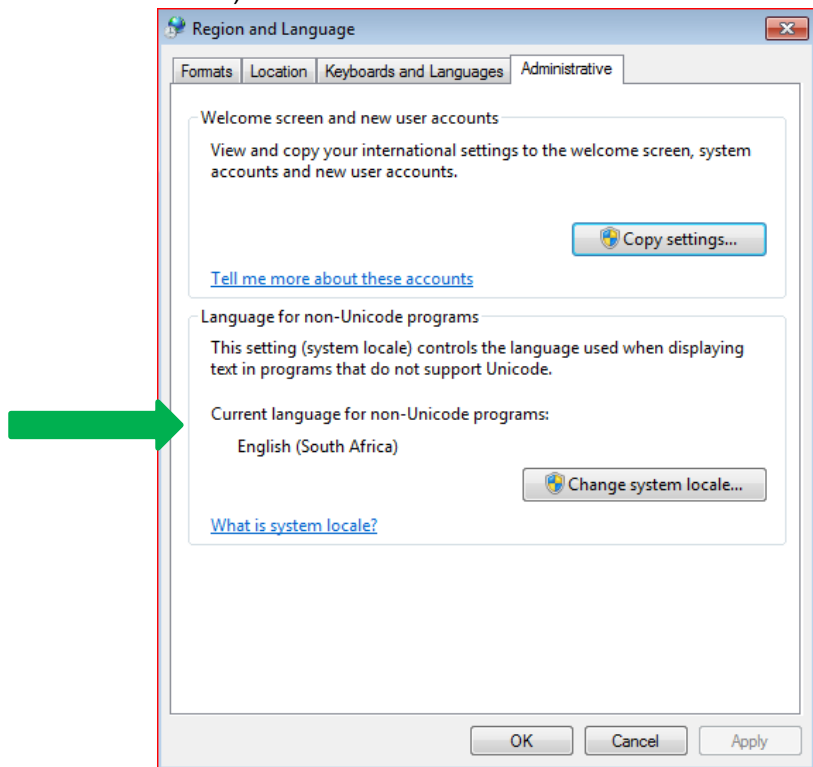 )
Region and Language
Formats Location Keyboards and Languages Administrative
Welcome screen and new user accounts
View and copy your international settings to the welcome screen, system
accounts and new user accounts.
Copy settings...
Tell me more about these accounts
Language for non-Unicode programs
This setting (system locale) controls the language used when displaying
text in programs that do not support Unicode.
Current language for non-Unicode programs:
English (South Africa)
Change system locale...
What is system locale?
OK Cancel Apply